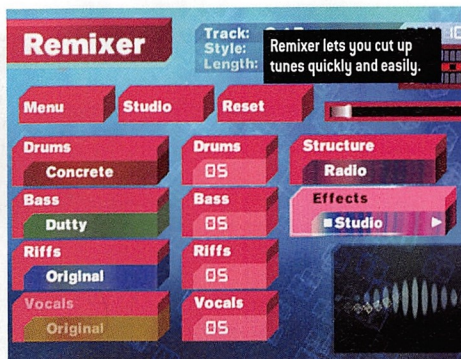 Remixer
Track:
Style:
Length:
Remixer lets you cut up
tunes quickly and easily.
Menu
Studio
Reset
Drums
Concrete
Drums
05
Structure
Radio
Bass
Dutty
Bass
05
Effects
Studio
Riffs
Original
Riffs
05
Vocals
Original
Vocals
05